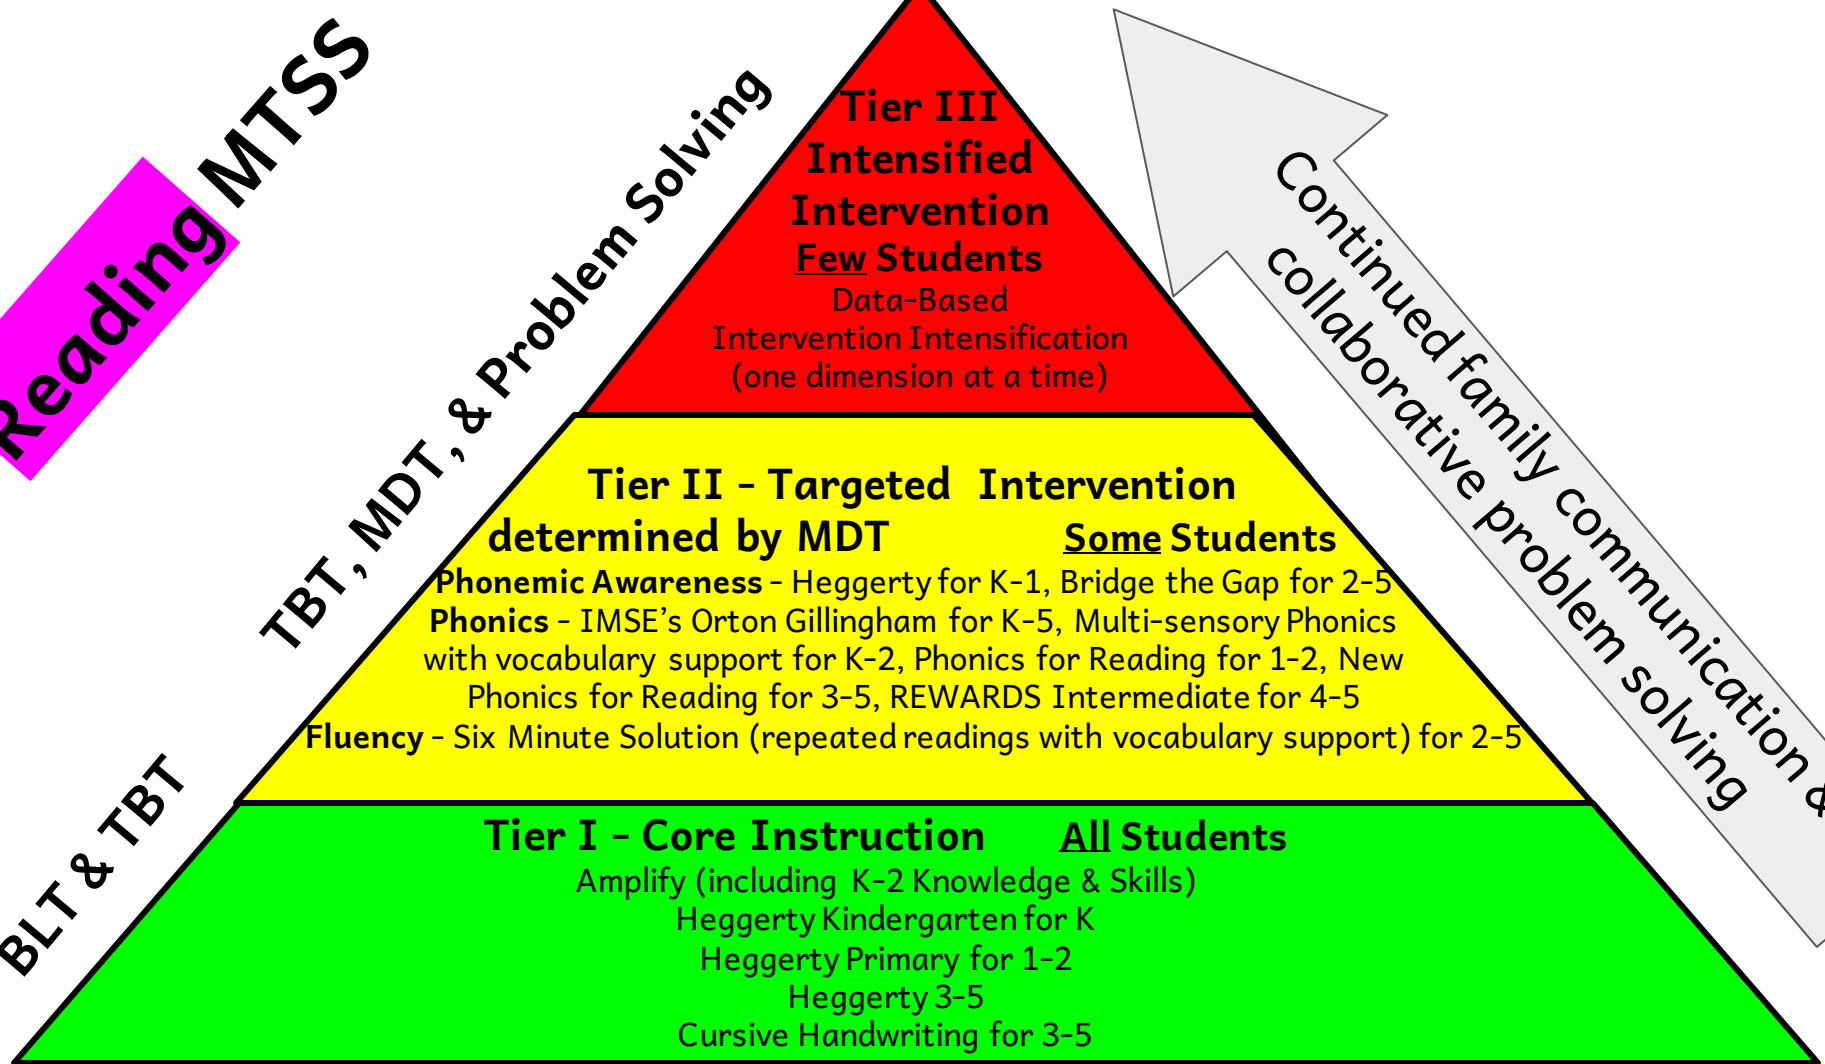 Reading MTSS
TBT, MDT, & Problem Solving
BLT & TBT
Tier III
Intensified
Intervention
Few Students
Data-Based
Intervention Intensification
(one dimension at a time)
Tier II - Targeted Intervention
determined by MDT Some Students
Phonemic Awareness - Heggerty for K-1, Bridge the Gap for 2-5
Phonics - IMSE's Orton Gillingham for K-5, Multi-sensory Phonics
with vocabulary support for K-2, Phonics for Reading for 1-2, New
Phonics for Reading for 3-5, REWARDS Intermediate for 4-5
Fluency - Six Minute Solution (repeated readings with vocabulary support) for 2-5
Tier I - Core Instruction All Students
Amplify (including K-2 Knowledge & Skills)
Heggerty Kindergarten for K
Heggerty Primary for 1-2
Heggerty 3-5
Cursive Handwriting for 3-5
Continued family communication &
collaborative problem solving